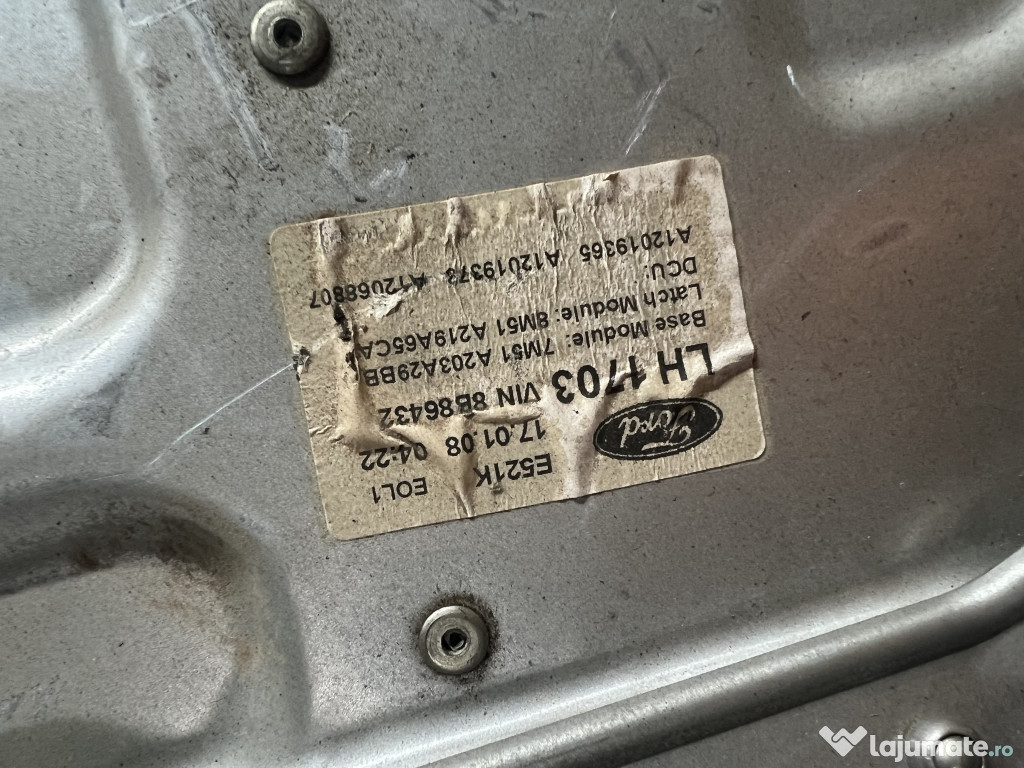 Ford
E521K
EOL1
17.01.08 04:22
LH 1703 VIN 8B86432
Base Module: 7M51 A203A29BB
Latch Module: 8M51 A219A65CA
DCU:
A12019365 A12019373 A12068807
lajumate.ro